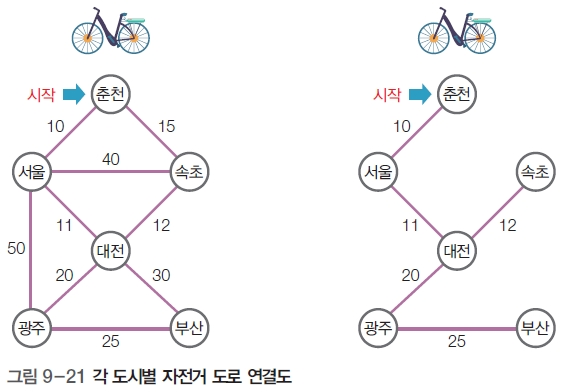 시작 춘천 시작 춘천
10 15 10
서울 40 속초 서울 속초
11 12 11 12
50 대전 대전
20 30 20
광주 25 부산 광주 25 부산
그림 9-21 각 도시별 자전거 도로 연결도